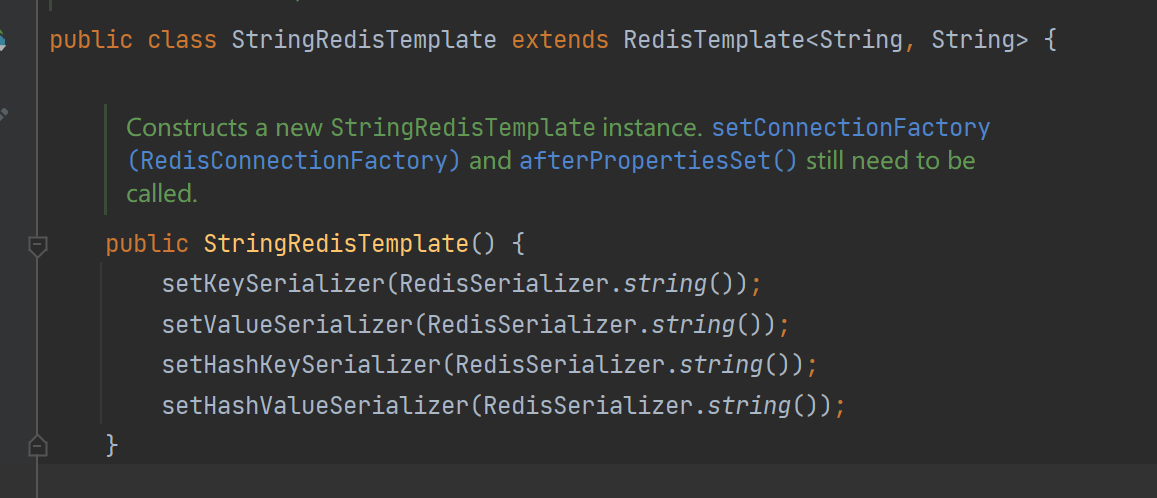 public class StringRedisTemplate extends RedisTemplate<String, String> {
Constructs a new StringRedisTemplate instance. setConnectionFactory
(RedisConnectionFactory) and afterPropertiesSet() still need to be
called.
public StringRedisTemplate() {
setKeySerializer(RedisSerializer.string());
setValueSerializer(RedisSerializer.string());
setHashKeySerializer(RedisSerializer.string());
setHashValueSerializer(RedisSerializer.string());
}